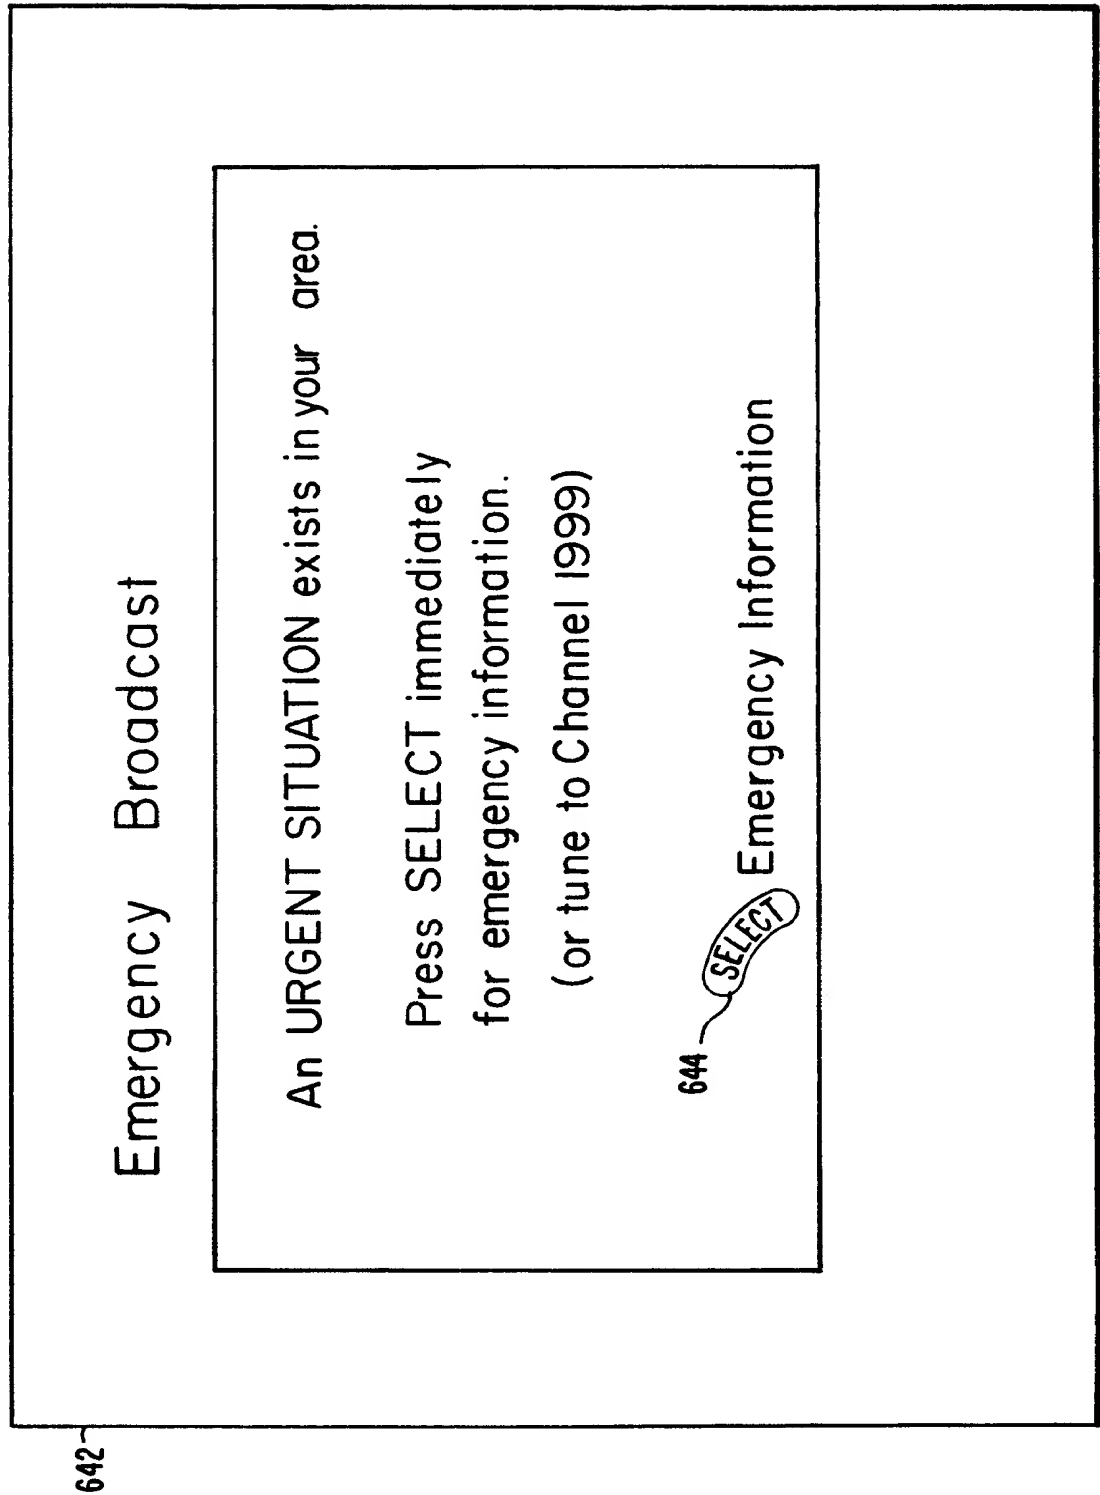 642
Emergency Broadcast
An URGENT SITUATION exists in your area.
Press SELECT immediately
for emergency information.
(or tune to Channel 1999)
644
SELECT Emergency Information